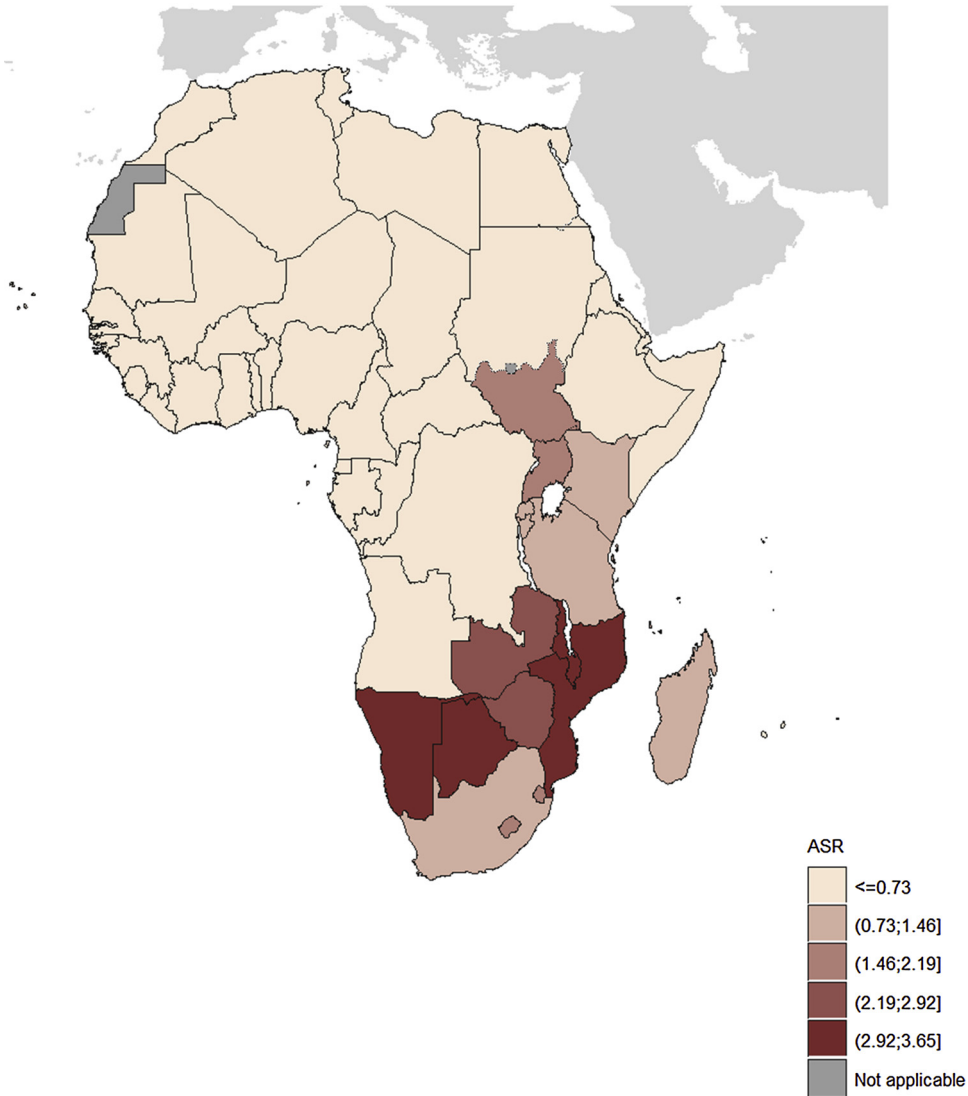 ASR
<=0.73
(0.73;1.46]
(1.46;2.19]
(2.19;2.92]
(2.92;3.65]
Not applicable